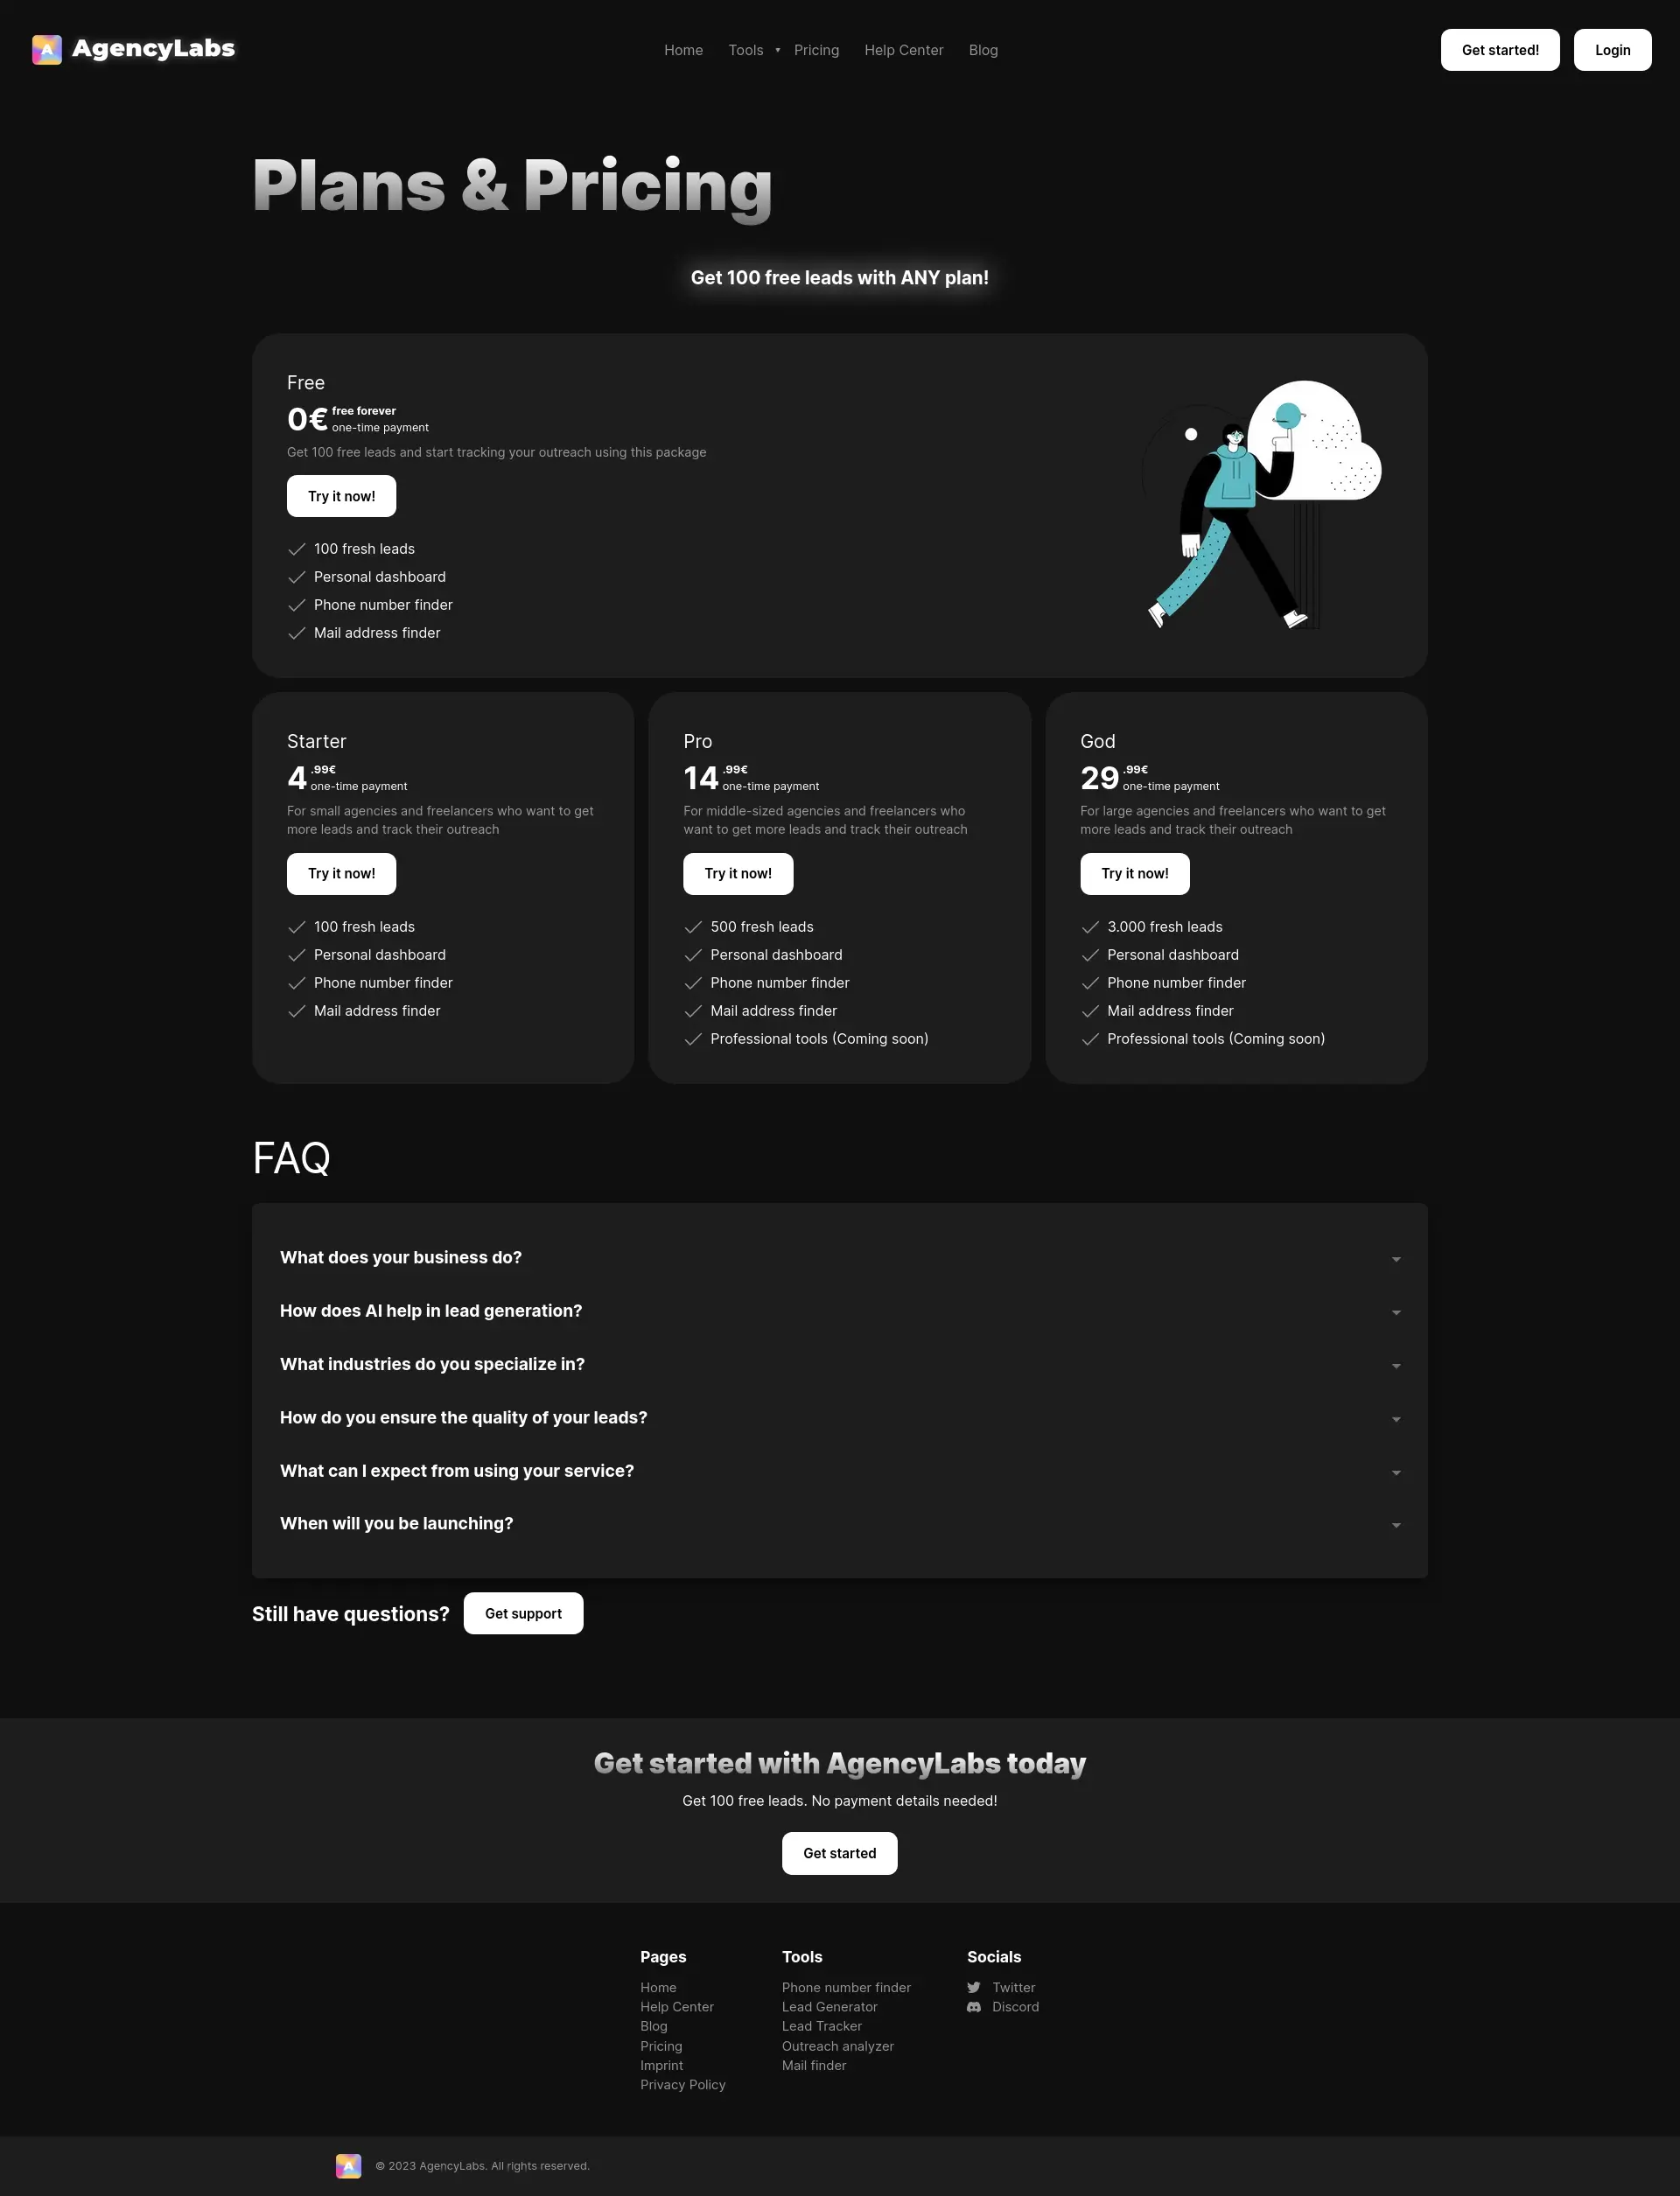 A AgencyLabs
Home Tools ▾ Pricing Help Center Blog
Get started! Login
Plans & Pricing
Get 100 free leads with ANY plan!
Free
0€ free forever
one-time payment
Get 100 free leads and start tracking your outreach using this package
Try it now!
100 fresh leads
Personal dashboard
Phone number finder
Mail address finder
Starter
4 .99€
one-time payment
For small agencies and freelancers who want to get
more leads and track their outreach
Try it now!
100 fresh leads
Personal dashboard
Phone number finder
Mail address finder
Pro
14 .99€
one-time payment
For middle-sized agencies and freelancers who
want to get more leads and track their outreach
Try it now!
500 fresh leads
Personal dashboard
Phone number finder
Mail address finder
Professional tools (Coming soon)
God
29 .99€
one-time payment
For large agencies and freelancers who want to get
more leads and track their outreach
Try it now!
3.000 fresh leads
Personal dashboard
Phone number finder
Mail address finder
Professional tools (Coming soon)
FAQ
What does your business do?
How does AI help in lead generation?
What industries do you specialize in?
How do you ensure the quality of your leads?
What can I expect from using your service?
When will you be launching?
Still have questions? Get support
Get started with AgencyLabs today
Get 100 free leads. No payment details needed!
Get started
Pages
Home
Help Center
Blog
Pricing
Imprint
Privacy Policy
Tools
Phone number finder
Lead Generator
Lead Tracker
Outreach analyzer
Mail finder
Socials
Twitter
Discord
A © 2023 AgencyLabs. All rights reserved.